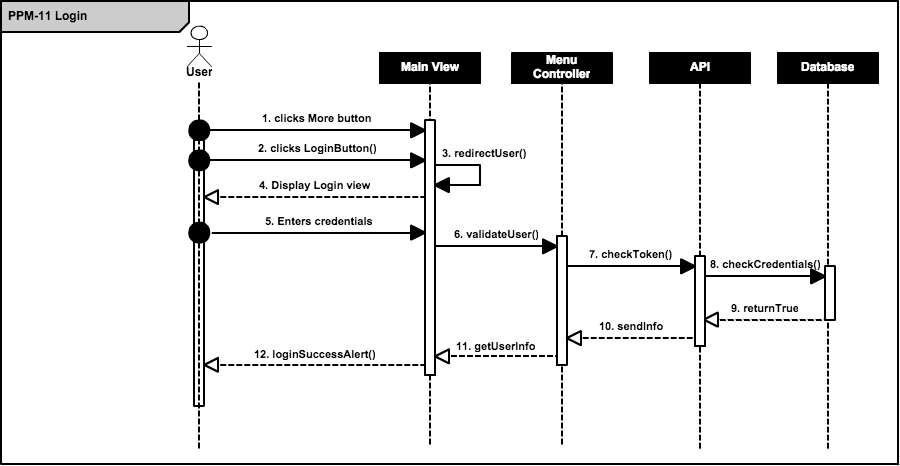 PPM-11 Login
User
Main View
Menu
Controller
API
Database
1. clicks More button
2. clicks LoginButton()
3. redirectUser()
4. Display Login view
5. Enters credentials
6. validateUser()
7. checkToken()
8. checkCredentials()
9. returnTrue
10. sendInfo
11. getUserInfo
12. loginSuccessAlert()